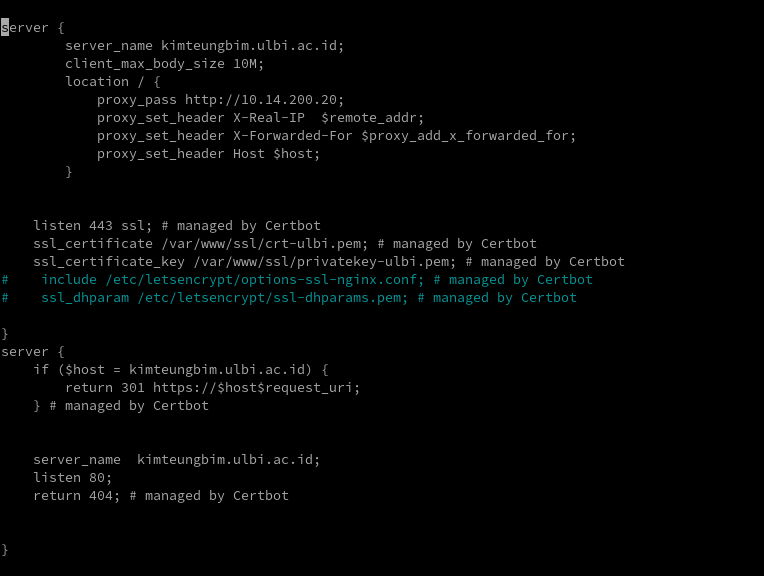 server {
        server_name kimteungbim.ulbi.ac.id;
        client_max_body_size 10M;
        location / {
            proxy_pass http://10.14.200.20;
            proxy_set_header X-Real-IP  $remote_addr;
            proxy_set_header X-Forwarded-For $proxy_add_x_forwarded_for;
            proxy_set_header Host $host;
        }
    listen 443 ssl; # managed by Certbot
    ssl_certificate /var/www/ssl/crt-ulbi.pem; # managed by Certbot
    ssl_certificate_key /var/www/ssl/privatekey-ulbi.pem; # managed by Certbot
#    include /etc/letsencrypt/options-ssl-nginx.conf; # managed by Certbot
#    ssl_dhparam /etc/letsencrypt/ssl-dhparams.pem; # managed by Certbot
}
server {
    if ($host = kimteungbim.ulbi.ac.id) {
        return 301 https://$host$request_uri;
    } # managed by Certbot
    server_name  kimteungbim.ulbi.ac.id;
    listen 80;
    return 404; # managed by Certbot
}